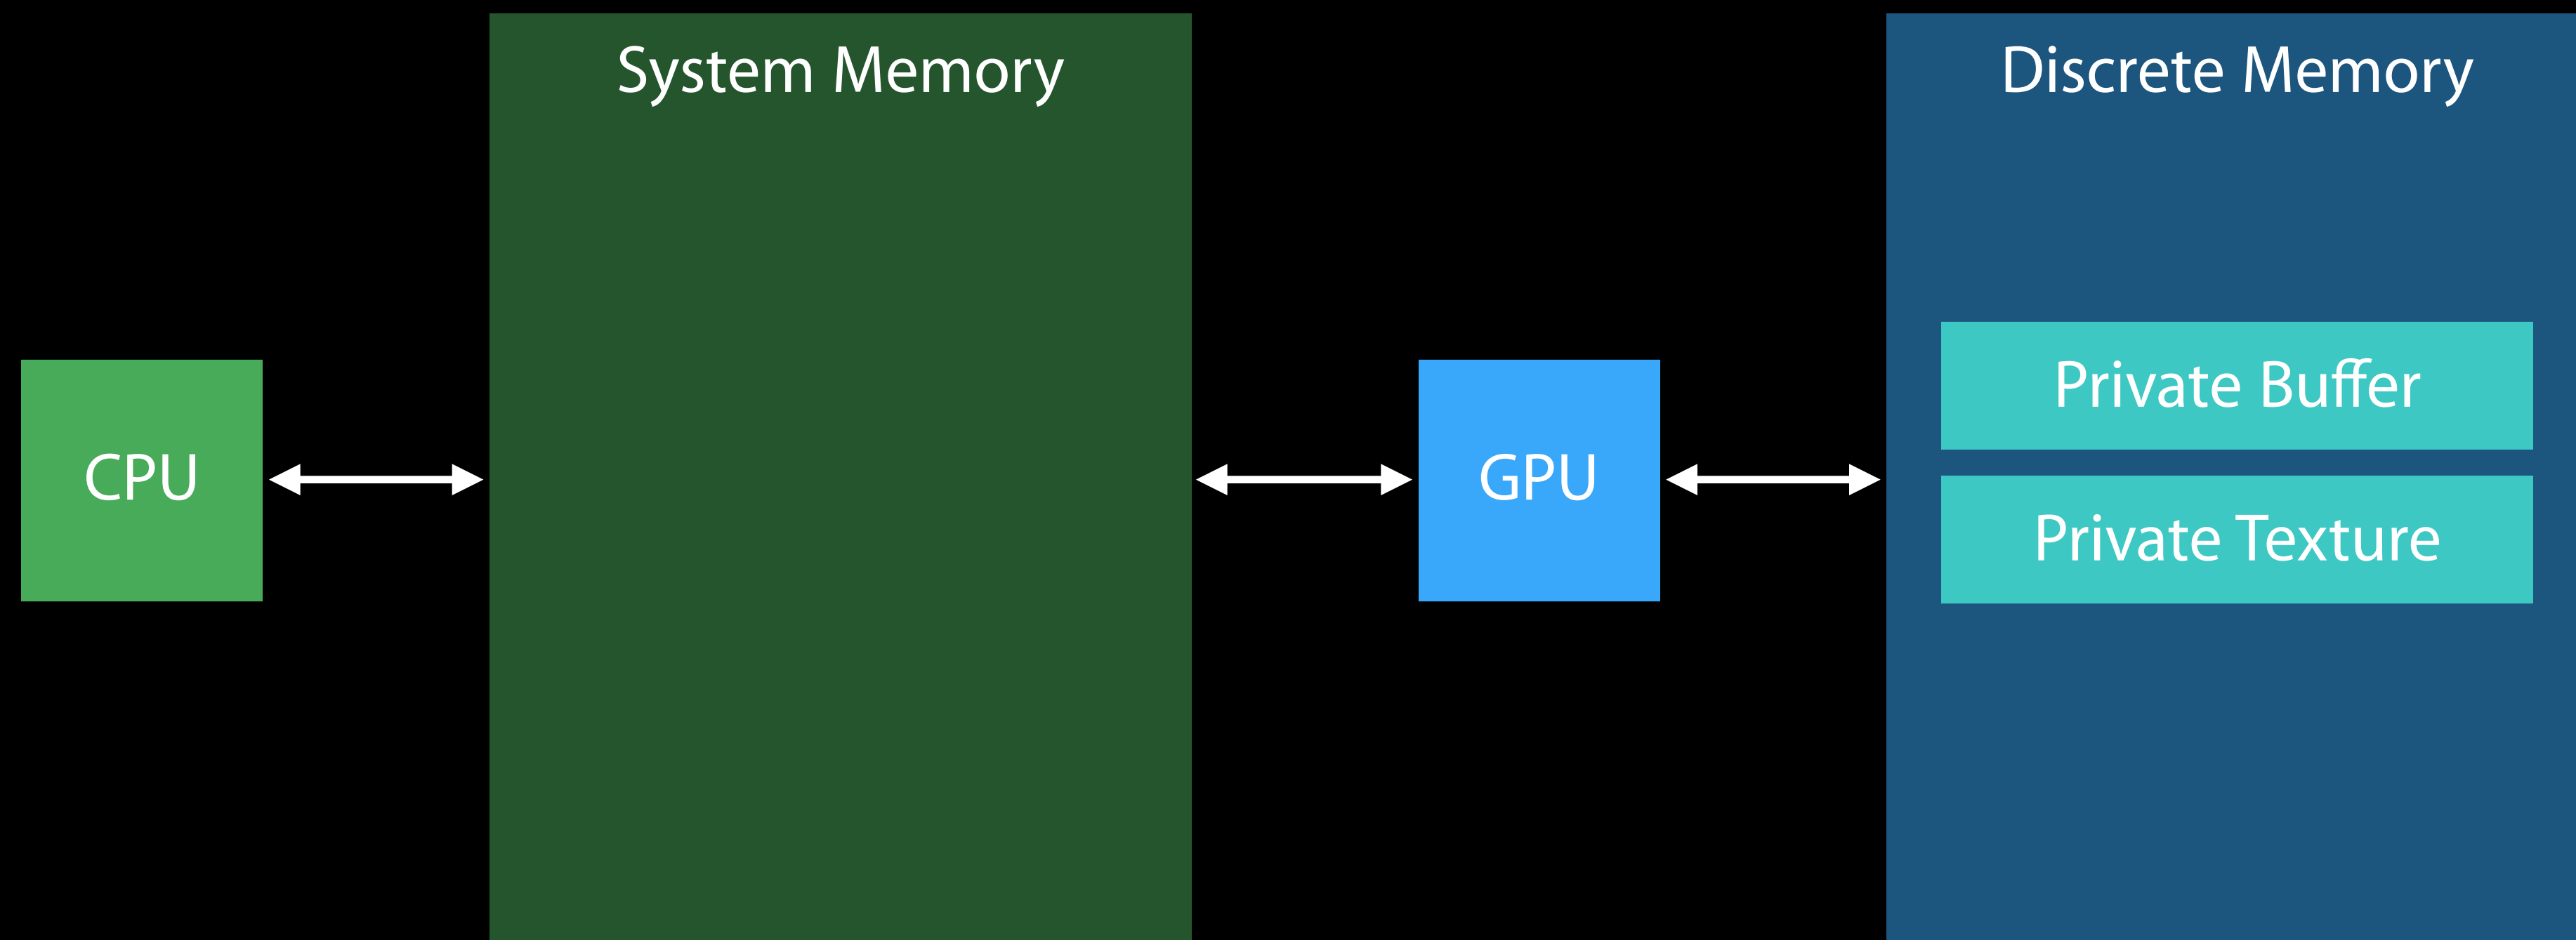 System Memory
Discrete Memory
CPU
GPU
Private Buffer
Private Texture